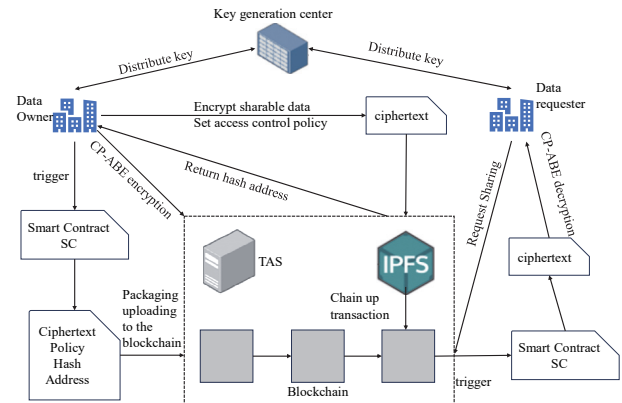 Key generation center
Distribute key
Distribute key
Data
Owner
Data
requester
Encrypt sharable data
Set access control policy
ciphertext
trigger
CP-ABE encryption
Return hash address
Request Sharing
CP-ABE decryption
Smart Contract
SC
TAS
IPFS
ciphertext
Packaging
uploading
to the
blockchain
Chain up
transaction
Ciphertext
Policy
Hash
Address
Blockchain
trigger
Smart Contract
SC